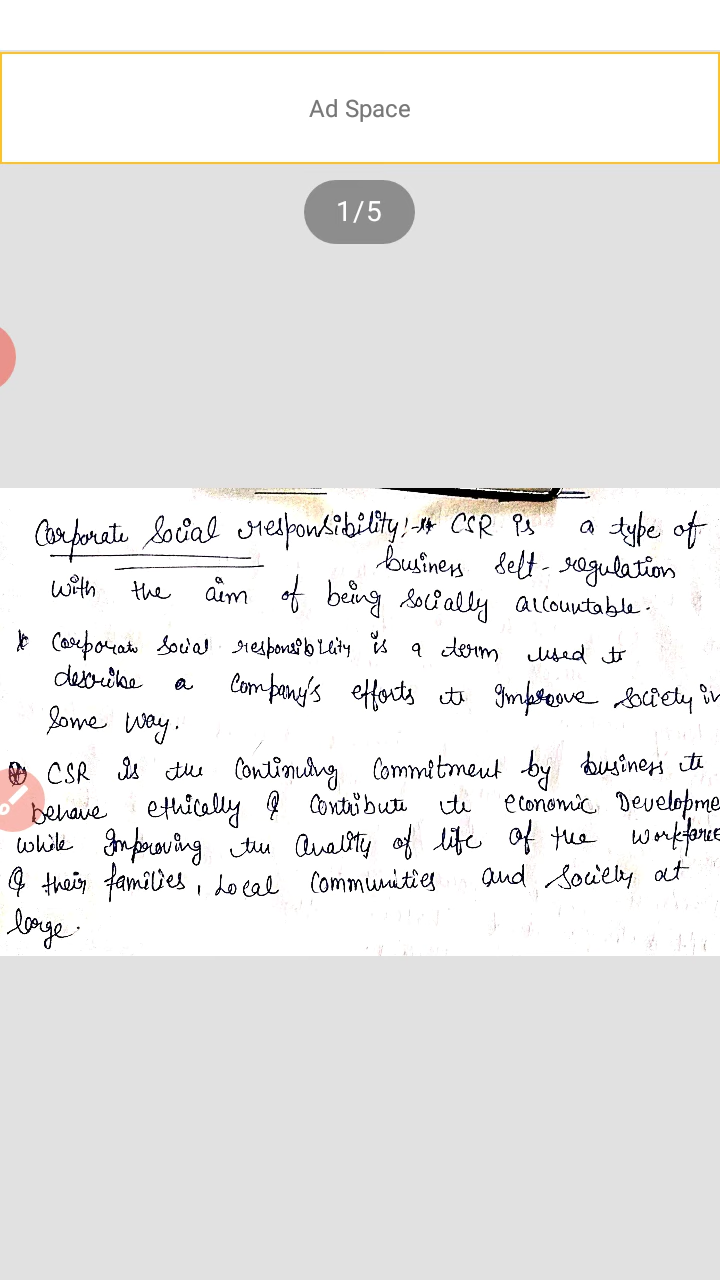 Ad Space
1/5
Corporate Social responsibility:-* CSR is a type of
business self-regulation
with the aim of being socially accountable.
* Corporate Social responsibility is a term used to
describe a Company's efforts to improve society in
some way.
CSR is the Continuing Commitment by business to
behave ethically & Contribute to economic Developme
while improving the Quality of life of the workforce
& their families, Local Communities and Society at
large.